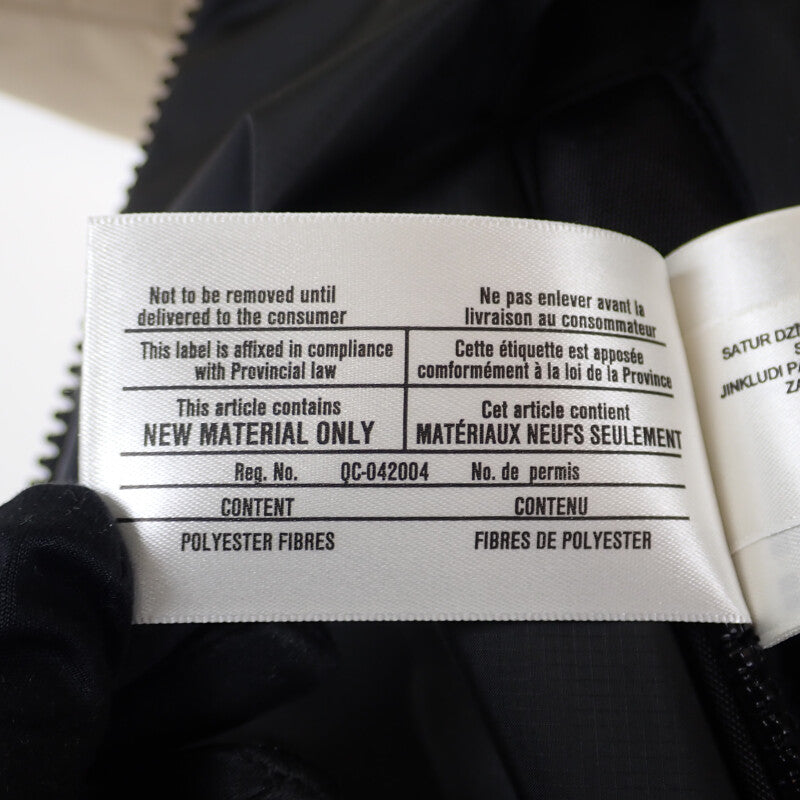 Not to be removed until
delivered to the consumer
Ne pas enlever avant la
livraison au consommateur
This label is affixed in compliance
with Provincial law
Cette étiquette est apposée
conformément à la loi de la Province
This article contains
NEW MATERIAL ONLY
Cet article contient
MATÉRIAUX NEUFS SEULEMENT
Reg. No. QC-042004 No. de permis
CONTENT CONTENU
POLYESTER FIBRES FIBRES DE POLYESTER
SATUR
JINKLUDI